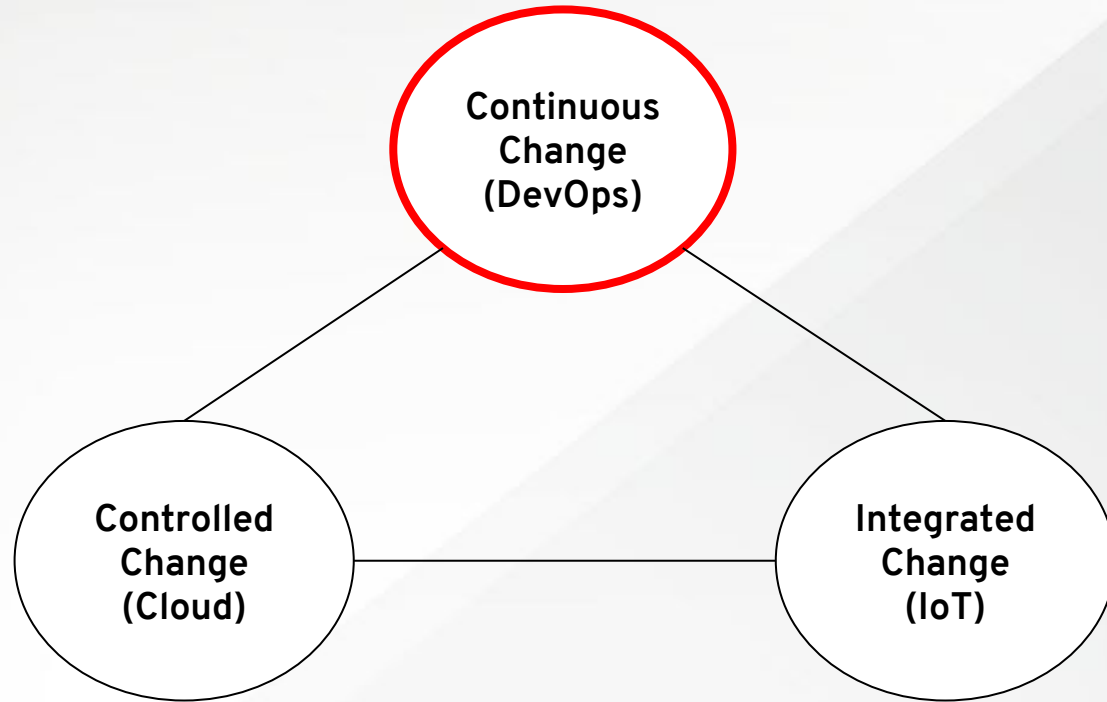 Continuous
Change
(DevOps)
Controlled
Change
(Cloud)
Integrated
Change
(IoT)